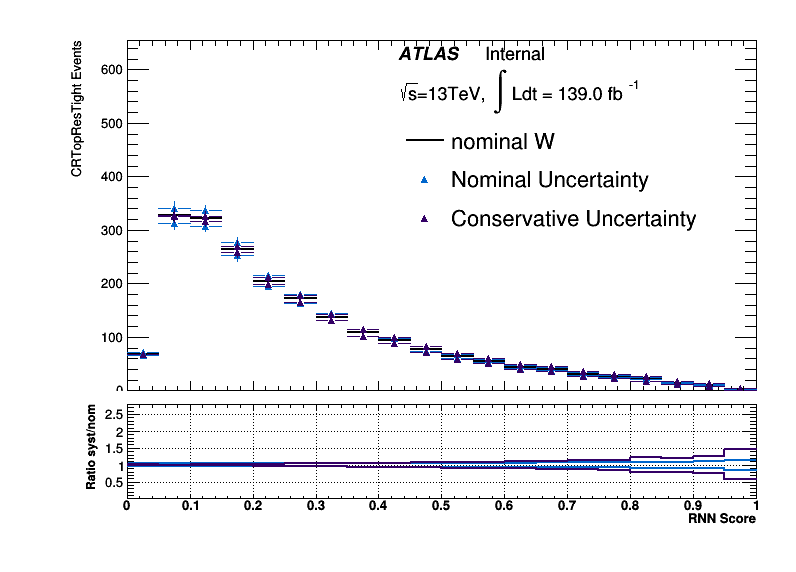 CRTopResTight Events
600
500
400
300
200
100
0
ATLAS Internal
√s=13TeV, ∫ Ldt = 139.0 fb -1
nominal W
Nominal Uncertainty
Conservative Uncertainty
Ratio syst/nom
2.5
2
1.5
1
0.5
0 0.1 0.2 0.3 0.4 0.5 0.6 0.7 0.8 0.9 1
RNN Score